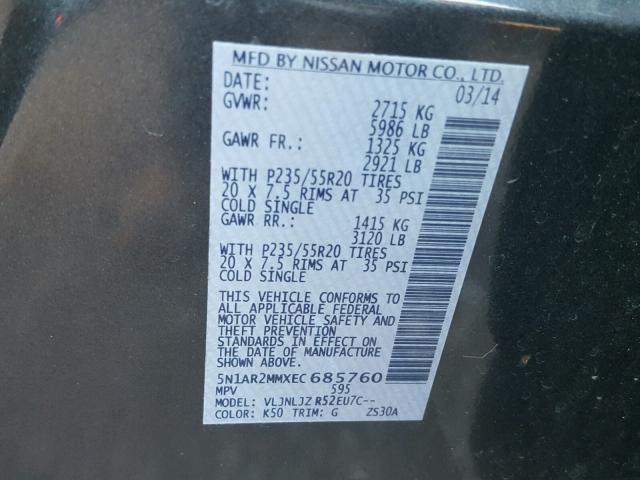 MFD BY NISSAN MOTOR CO., LTD.
DATE: 03/14
GVWR: 2715 KG
5986 LB
GAWR FR.: 1325 KG
2921 LB
WITH P235/55R20 TIRES
20 X 7.5 RIMS AT 35 PSI
COLD SINGLE
GAWR RR.: 1415 KG
3120 LB
WITH P235/55R20 TIRES
20 X 7.5 RIMS AT 35 PSI
COLD SINGLE
THIS VEHICLE CONFORMS TO
ALL APPLICABLE FEDERAL
MOTOR VEHICLE SAFETY AND
THEFT PREVENTION
STANDARDS IN EFFECT ON
THE DATE OF MANUFACTURE
SHOWN ABOVE.
5N1AR2MMXEC685760
MPV 595
MODEL: VLJNLJZ R52EU7C--
COLOR: K50 TRIM: G ZS30A